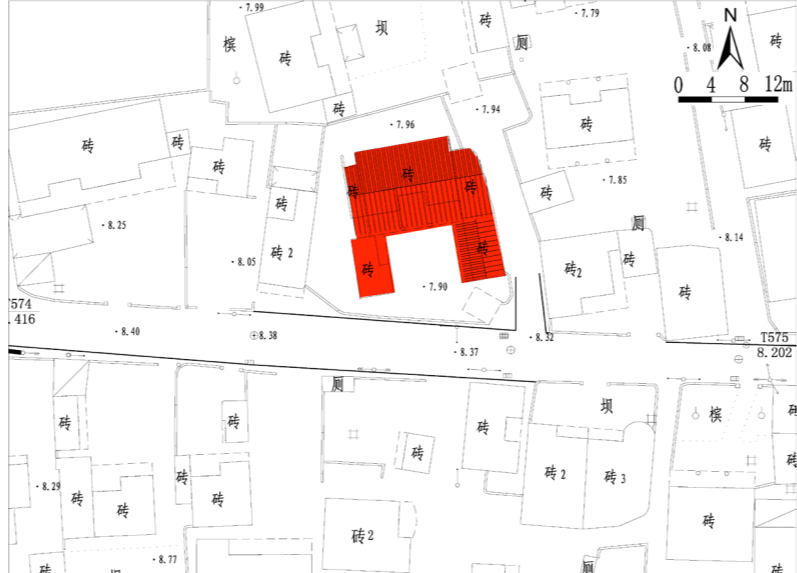 7.99
7.79
坝
砖
厕
槟
砖
8.08
砖
N
0 4 8 12m
砖
7.94
7.96
砖
砖
砖
砖
砖
砖
砖
砖
砖
7.85
砖
砖
厕
8.25
砖 2
8.05
砖
砖
8.14
砖2
砖
砖
7.90
T574
.416
8.40
8.38
8.32
T575
8.202
8.37
厕
坝
槟
砖
砖
砖
砖
砖
砖
砖
砖 2
砖 3
8.29
砖
砖
砖
砖
砖2
8.77
砖
厕
砖